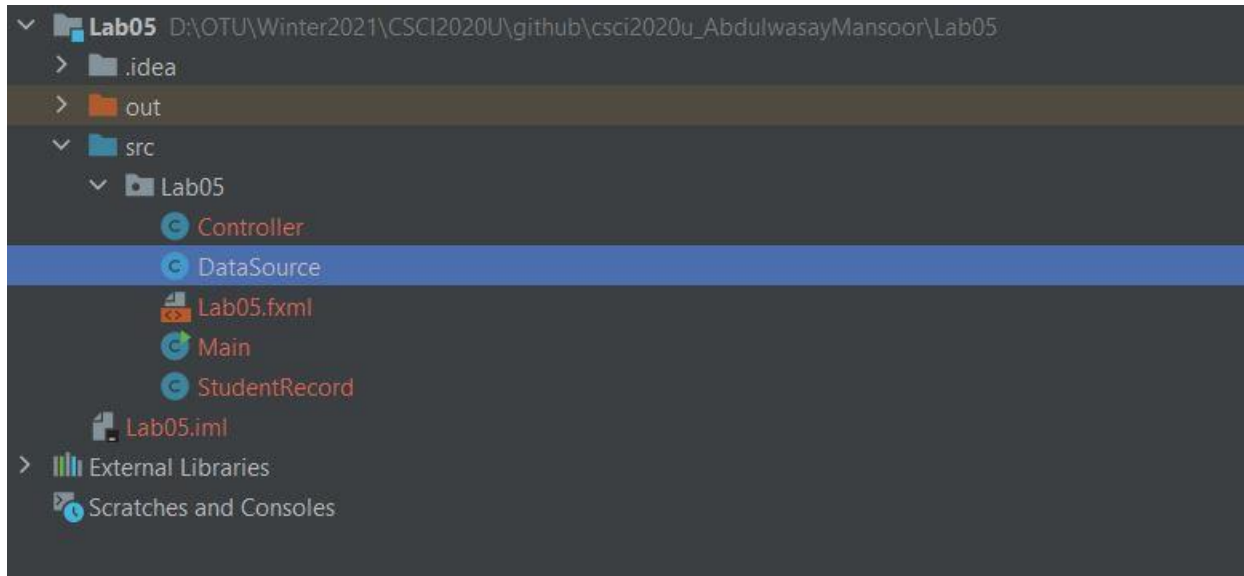 Lab05 D:\OTU\Winter2021\CSCI2020U\github\csci2020u_AbdulwasayMansoor\Lab05
.idea
out
src
Lab05
Controller
DataSource
Lab05.fxml
Main
StudentRecord
Lab05.iml
External Libraries
Scratches and Consoles